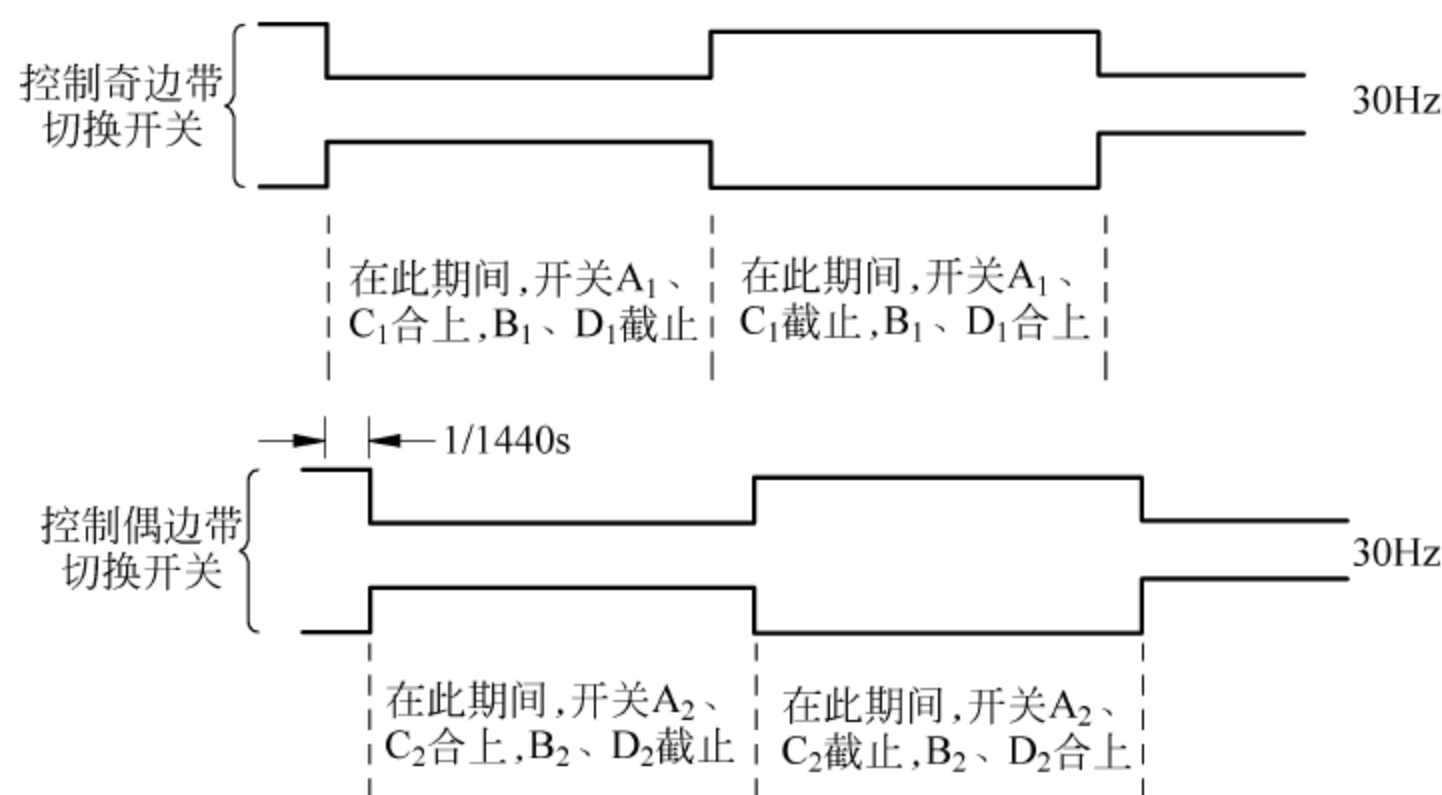 控制奇边带
切换开关
30Hz
在此期间,开关A₁、
C₁合上,B₁、D₁截止
在此期间,开关A₁、
C₁截止,B₁、D₁合上
1/1440s
控制偶边带
切换开关
30Hz
在此期间,开关A₂、
C₂合上,B₂、D₂截止
在此期间,开关A₂、
C₂截止,B₂、D₂合上